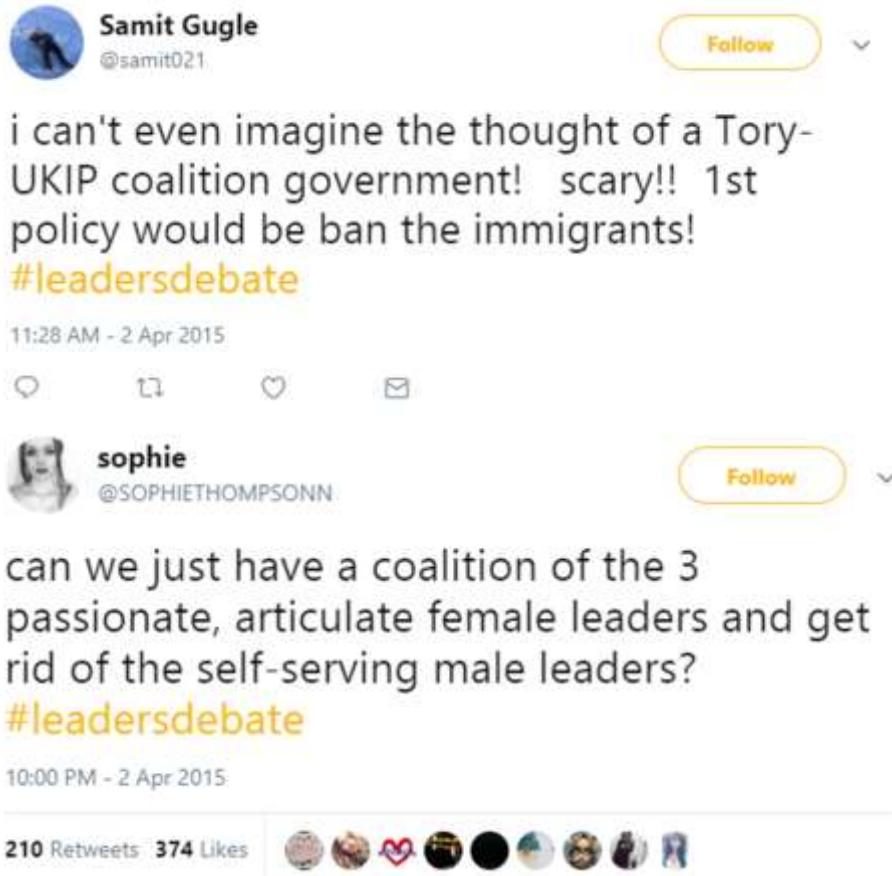 Samit Gugle
@samit021
Follow
i can't even imagine the thought of a Tory-
UKIP coalition government! scary!! 1st
policy would be ban the immigrants!
#leadersdebate
11:28 AM - 2 Apr 2015
sophie
@SOPHIETHOMPSONN
Follow
can we just have a coalition of the 3
passionate, articulate female leaders and get
rid of the self-serving male leaders?
#leadersdebate
10:00 PM - 2 Apr 2015
210 Retweets 374 Likes